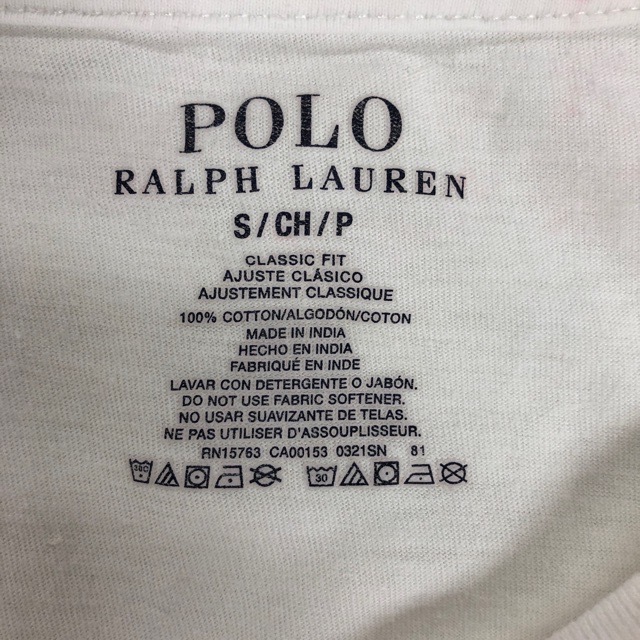 POLO
RALPH LAUREN
S/CH/P
CLASSIC FIT
AJUSTE CLÁSICO
AJUSTEMENT CLASSIQUE
100% COTTON/ALGODÓN/COTON
MADE IN INDIA
HECHO EN INDIA
FABRIQUÉ EN INDE
LAVAR CON DETERGENTE O JABÓN.
DO NOT USE FABRIC SOFTENER.
NO USAR SUAVIZANTE DE TELAS.
NE PAS UTILISER D'ASSOUPLISSEUR.
RN15763 CA00153 0321SN 81
30C 30